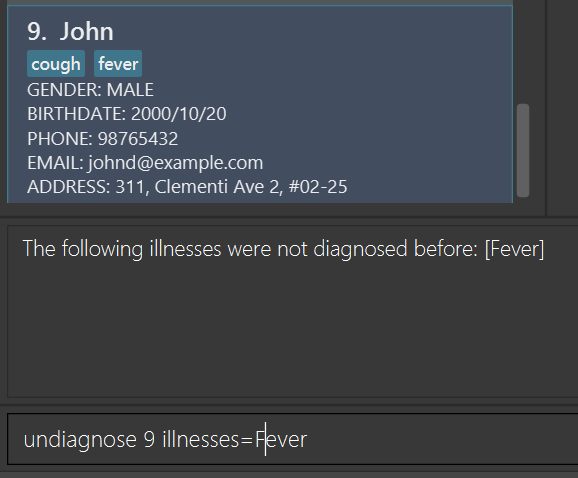 9. John
cough fever
GENDER: MALE
BIRTHDATE: 2000/10/20
PHONE: 98765432
EMAIL: johnd@example.com
ADDRESS: 311, Clementi Ave 2, #02-25
The following illnesses were not diagnosed before: [Fever]
undiagnose 9 illnesses=Fever